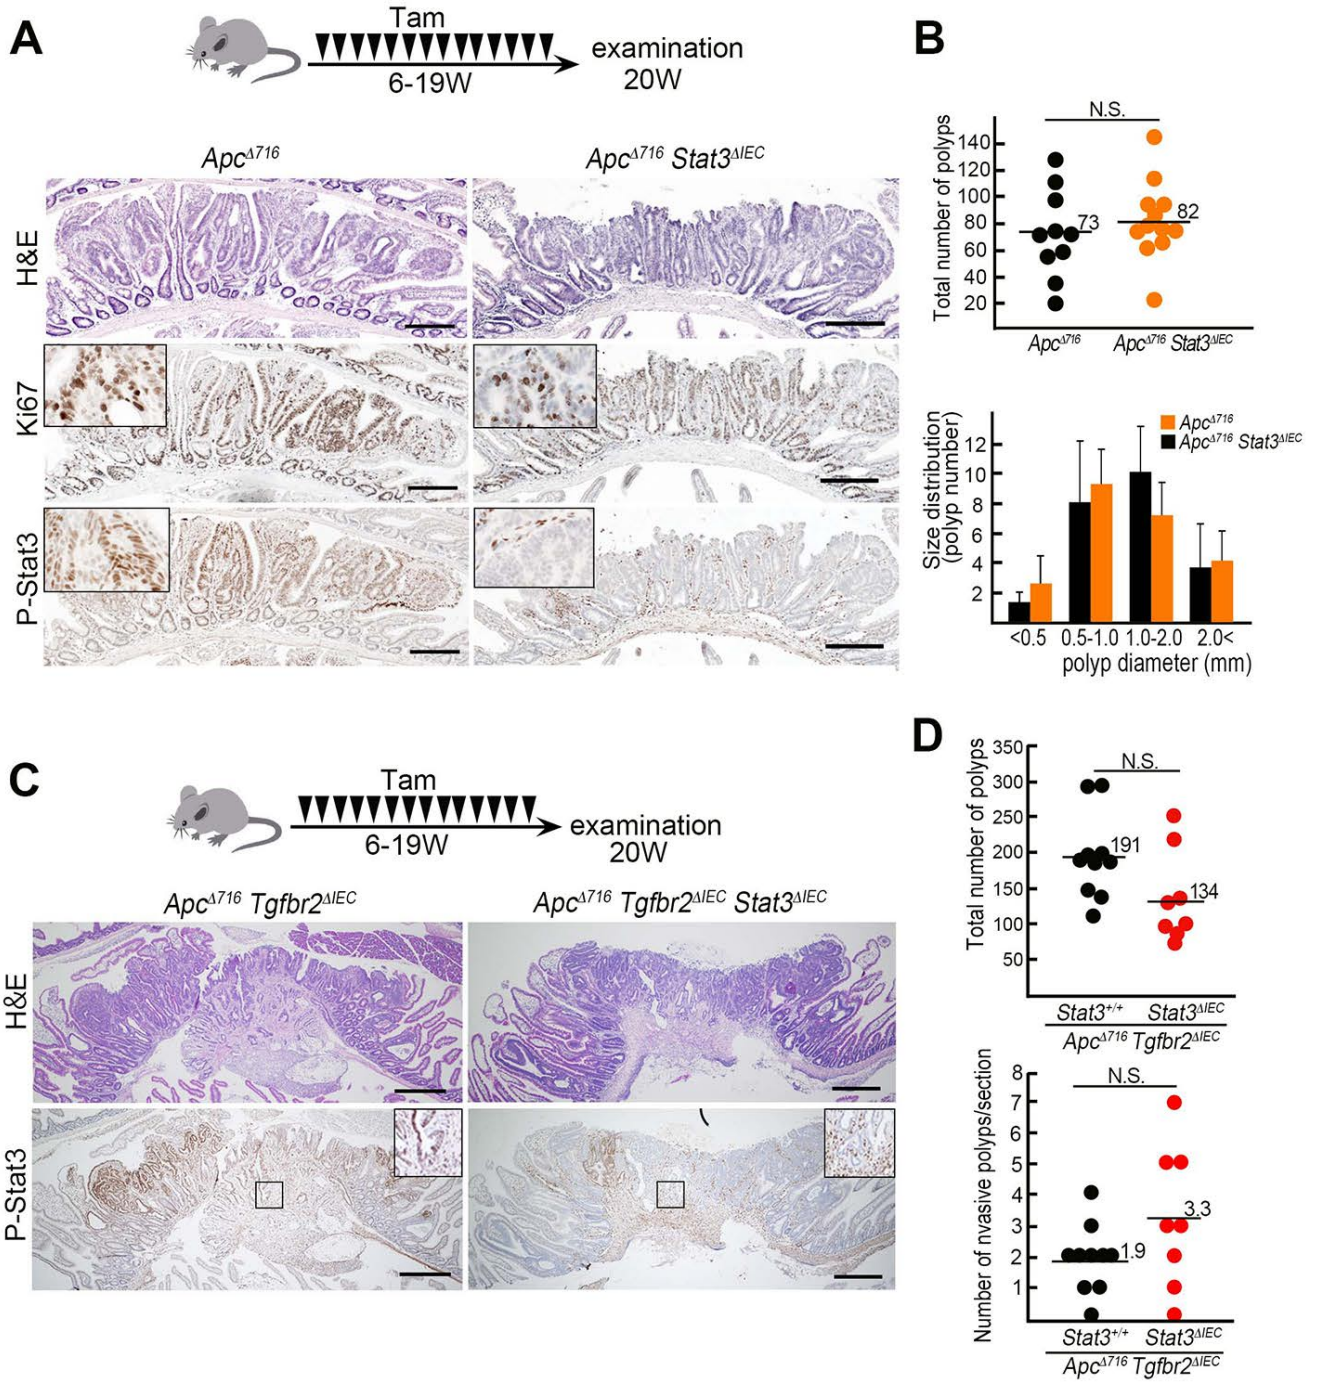 A
Tam
6-19W
examination
20W
Apc^Δ716
Apc^Δ716 Stat3^ΔIEC
H&E
Ki67
P-Stat3
B
N.S.
Total number of polyps
140
120
100
80
60
40
20
73
82
Apc^Δ716
Apc^Δ716 Stat3^ΔIEC
Size distribution
(polyp number)
12
10
8
6
4
2
Apc^Δ716
Apc^Δ716 Stat3^ΔIEC
<0.5
0.5-1.0
1.0-2.0
2.0<
polyp diameter (mm)
C
Tam
6-19W
examination
20W
Apc^Δ716 Tgfbr2^ΔIEC
Apc^Δ716 Tgfbr2^ΔIEC Stat3^ΔIEC
H&E
P-Stat3
D
N.S.
Total number of polyps
350
300
250
200
150
100
50
191
134
Stat3^+/+
Stat3^ΔIEC
Apc^Δ716 Tgfbr2^ΔIEC
N.S.
Number of nvasive polyps/section
8
7
6
5
4
3
2
1
1.9
3.3
Stat3^+/+
Stat3^ΔIEC
Apc^Δ716 Tgfbr2^ΔIEC